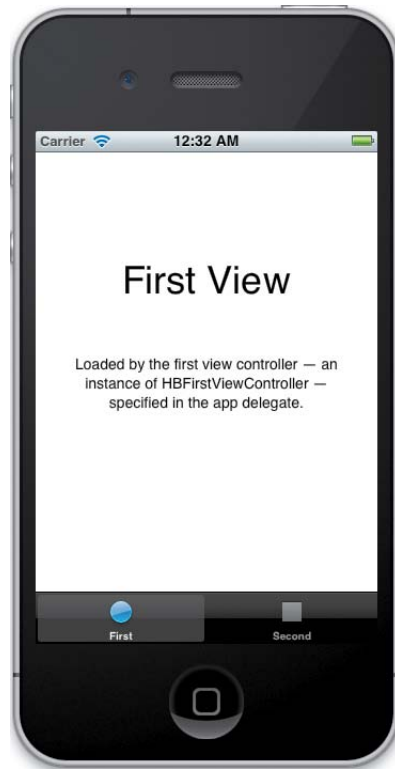 Carrier 12:32 AM
First View
Loaded by the first view controller — an
instance of HBFirstViewController —
specified in the app delegate.
First Second